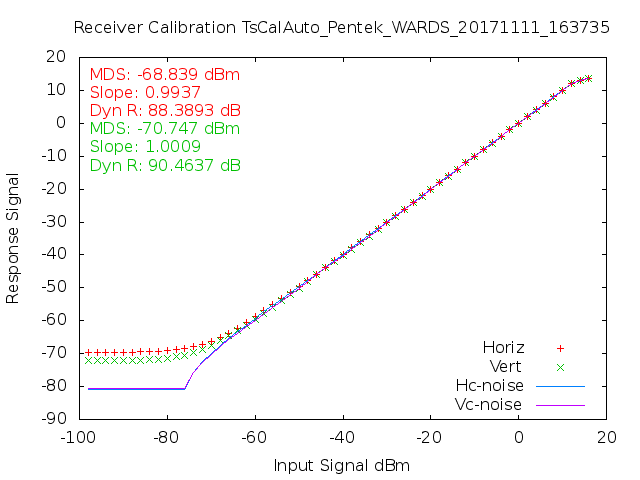 Receiver Calibration TsCalAuto_Pentek_WARDS_20171111_163735
20
10
0
-10
-20
-30
-40
-50
-60
-70
-80
-90
Response Signal
MDS: -68.839 dBm
Slope: 0.9937
Dyn R: 88.3893 dB
MDS: -70.747 dBm
Slope: 1.0009
Dyn R: 90.4637 dB
Horiz
Vert
Hc-noise
Vc-noise
-100 -80 -60 -40 -20 0 20
Input Signal dBm